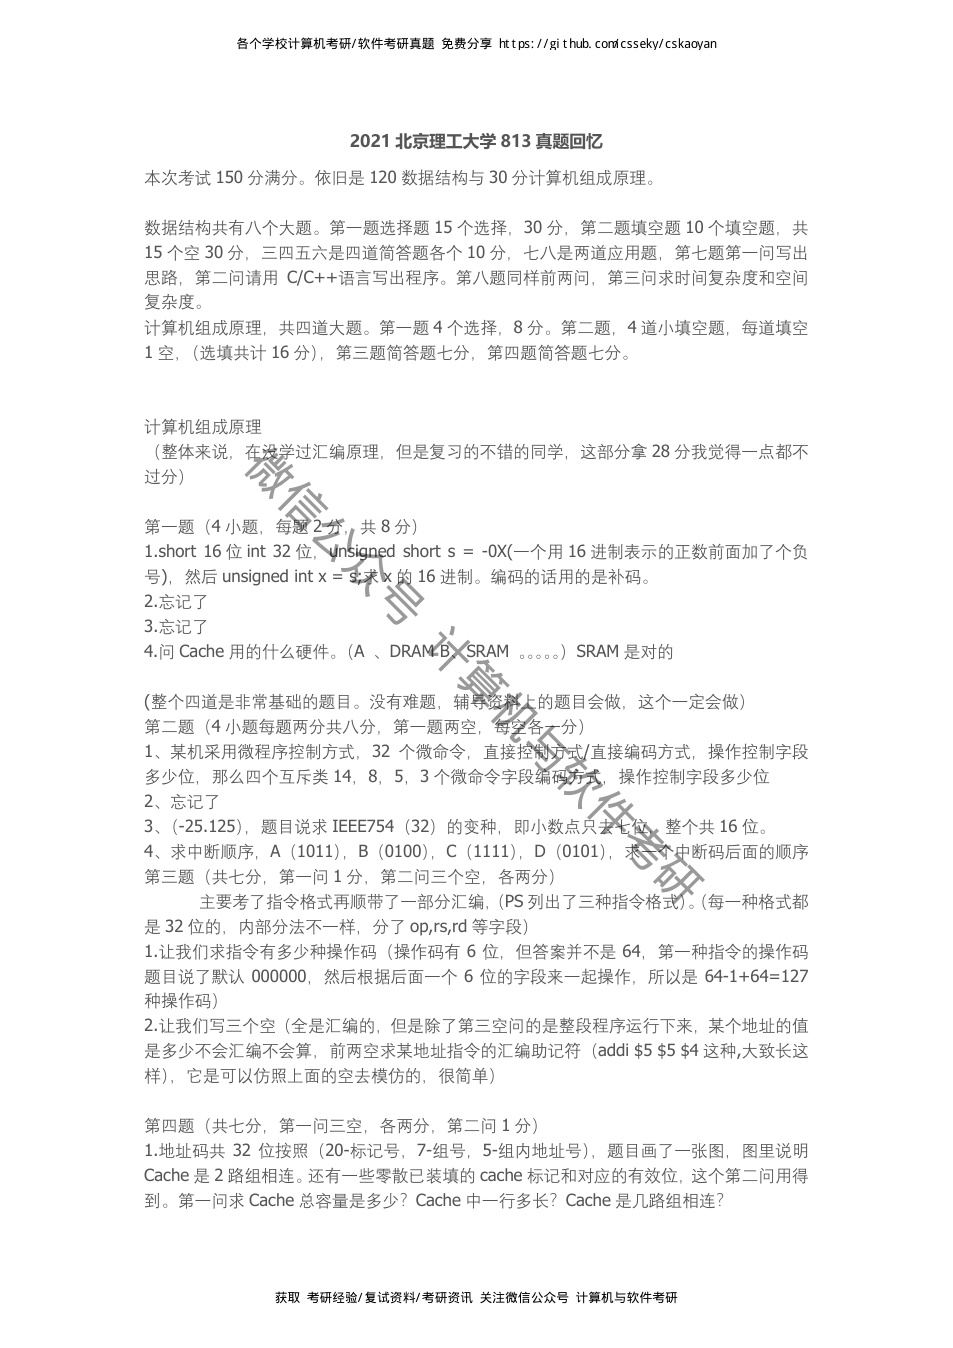 各个学校计算机考研/软件考研真题 免费分享 https://github.com/csseky/cskaoyan
2021 北京理工大学 813 真题回忆
本次考试 150 分满分。依旧是 120 数据结构与 30 分计算机组成原理。
数据结构共有八个大题。第一题选择题 15 个选择，30 分，第二题填空题 10 个填空题，共
15 个空 30 分，三四五六是四道简答题各个 10 分，七八是两道应用题，第七题第一问写出
思路，第二问请用 C/C++语言写出程序。第八题同样前两问，第三问求时间复杂度和空间
复杂度。
计算机组成原理，共四道大题。第一题 4 个选择，8 分。第二题，4 道小填空题，每道填空
1 空，（选填共计 16 分），第三题简答题七分，第四题简答题七分。
计算机组成原理
（整体来说，在没学过汇编原理，但是复习的不错的同学，这部分拿 28 分我觉得一点都不
过分）
第一题（4 小题，每题 2 分，共 8 分）
1.short 16 位 int 32 位，unsigned short s = -0X(一个用 16 进制表示的正数前面加了个负
号)，然后 unsigned int x = s;求 x 的 16 进制。编码的话用的是补码。
2.忘记了
3.忘记了
4.问 Cache 用的什么硬件。（A 、DRAM B、SRAM 。。。。。）SRAM 是对的
(整个四道是非常基础的题目。没有难题，辅导资料上的题目会做，这个一定会做）
第二题（4 小题每题两分共八分，第一题两空，每空各一分）
1、某机采用微程序控制方式，32 个微命令，直接控制方式/直接编码方式，操作控制字段
多少位，那么四个互斥类 14，8，5，3 个微命令字段编码方式，操作控制字段多少位
2、忘记了
3、（-25.125），题目说求 IEEE754（32）的变种，即小数点只去七位，整个共 16 位。
4、求中断顺序，A（1011），B（0100），C（1111），D（0101），求一个中断码后面的顺序
第三题（共七分，第一问 1 分，第二问三个空，各两分）
主要考了指令格式再顺带了一部分汇编，（PS 列出了三种指令格式）。（每一种格式都
是 32 位的，内部分法不一样，分了 op,rs,rd 等字段）
1.让我们求指令有多少种操作码（操作码有 6 位，但答案并不是 64，第一种指令的操作码
题目说了默认 000000，然后根据后面一个 6 位的字段来一起操作，所以是 64-1+64=127
种操作码）
2.让我们写三个空（全是汇编的，但是除了第三空问的是整段程序运行下来，某个地址的值
是多少不会汇编不会算，前两空求某地址指令的汇编助记符（addi $5 $5 $4 这种,大致长这
样），它是可以仿照上面的空去模仿的，很简单）
第四题（共七分，第一问三空，各两分，第二问 1 分）
1.地址码共 32 位按照（20-标记号，7-组号，5-组内地址号），题目画了一张图，图里说明
Cache 是 2 路组相连。还有一些零散已装填的 cache 标记和对应的有效位，这个第二问用得
到。第一问求 Cache 总容量是多少？Cache 中一行多长？Cache 是几路组相连？
微信公众号 计算机与软件考研
获取 考研经验/复试资料/考研资讯 关注微信公众号 计算机与软件考研